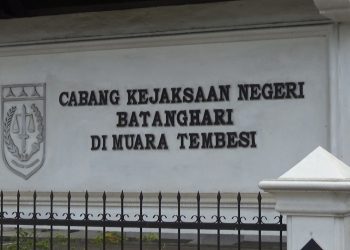 CABANG KEJAKSAAN NEGERI
BATANGHARI
DI MUARA TEMBESI